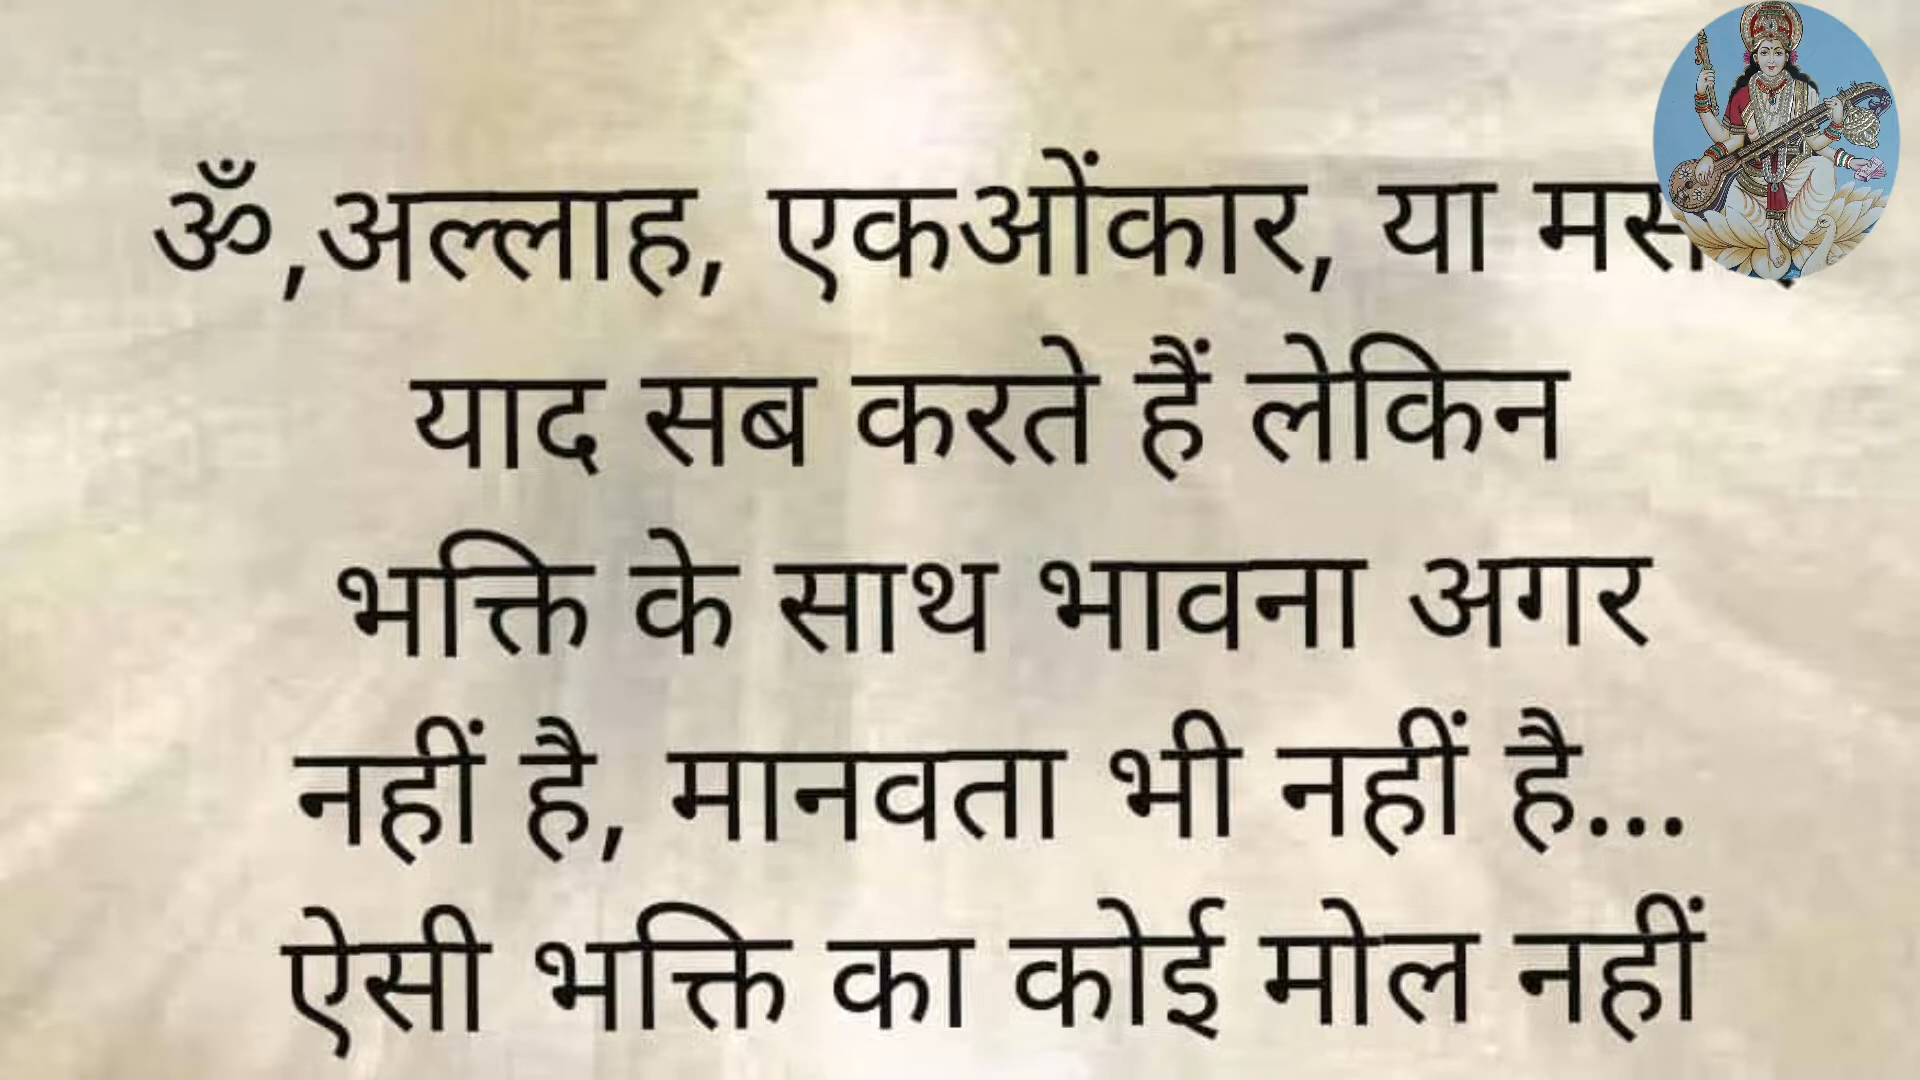 ॐ,अल्लाह, एकओंकार, या
याद सब करते हैं लेकिन
भक्ति के साथ भावना अगर
नहीं है, मानवता भी नहीं है...
ऐसी भक्ति का कोई मोल नहीं